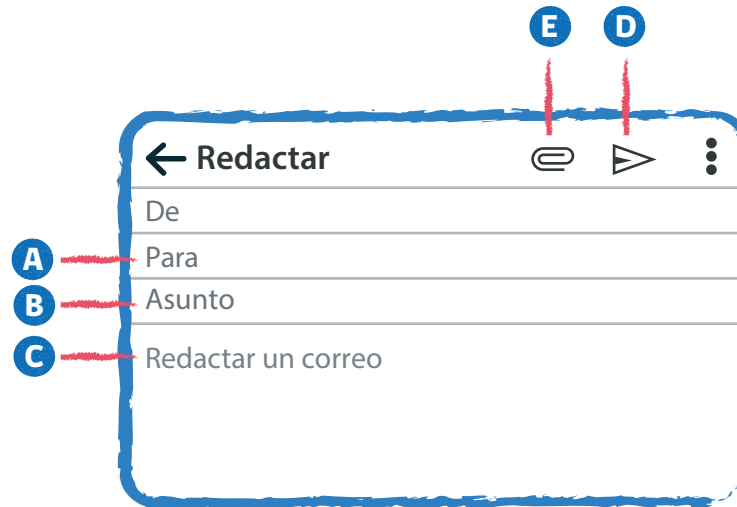 E D
Redactar
De
A Para
B Asunto
C Redactar un correo